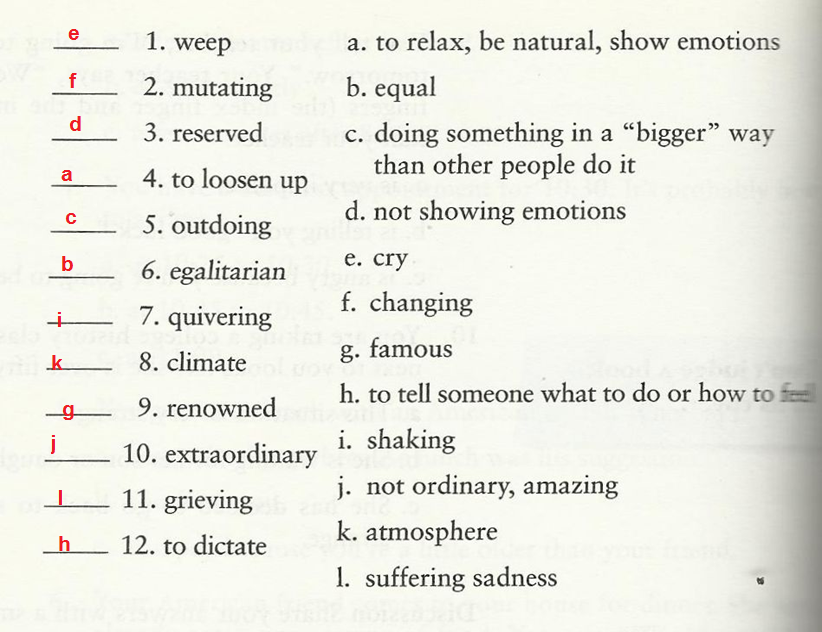 e 1. weep a. to relax, be natural, show emotions
f 2. mutating b. equal
d 3. reserved c. doing something in a “bigger” way
than other people do it
a 4. to loosen up
d. not showing emotions
c 5. outdoing
b 6. egalitarian e. cry
i 7. quivering f. changing
k 8. climate g. famous
g 9. renowned h. to tell someone what to do or how to feel
j 10. extraordinary i. shaking
l 11. grieving j. not ordinary, amazing
h 12. to dictate k. atmosphere
l. suffering sadness